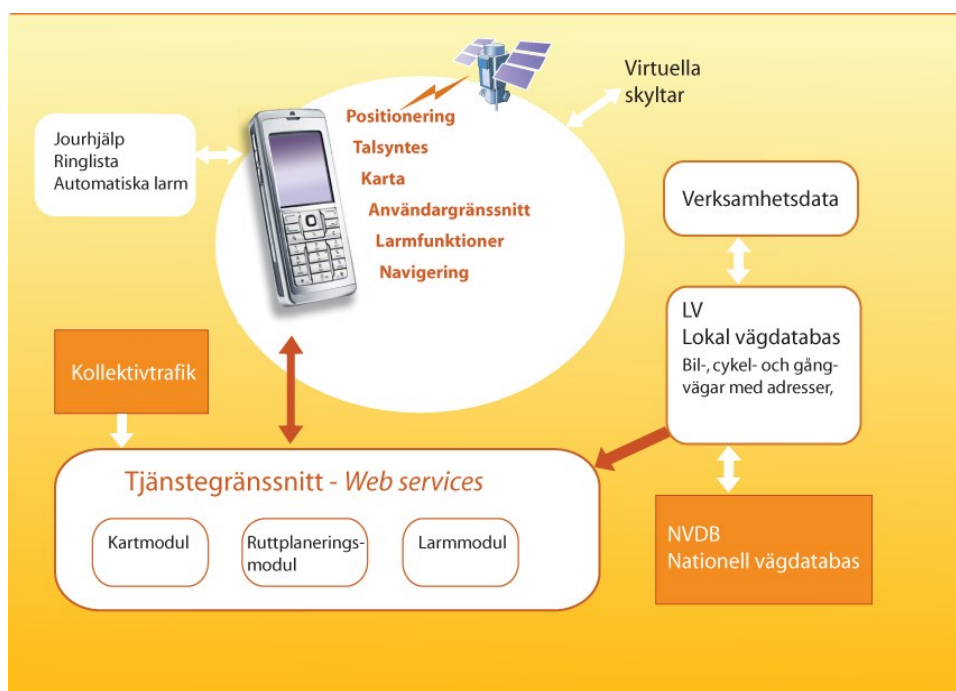 Virtuella
skyltar
Positionering
Talsyntes
Karta
Användargränssnitt
Larmfunktioner
Navigering
Jourhjälp
Ringlista
Automatiska larm
Verksamhetsdata
LV
Lokal vägdatabas
Bil-, cykel- och gång-
vägar med adresser,
Kollektivtrafik
Tjänstegränssnitt - Web services
Kartmodul
Ruttplanerings-
modul
Larmmodul
NVDB
Nationell vägdatabas